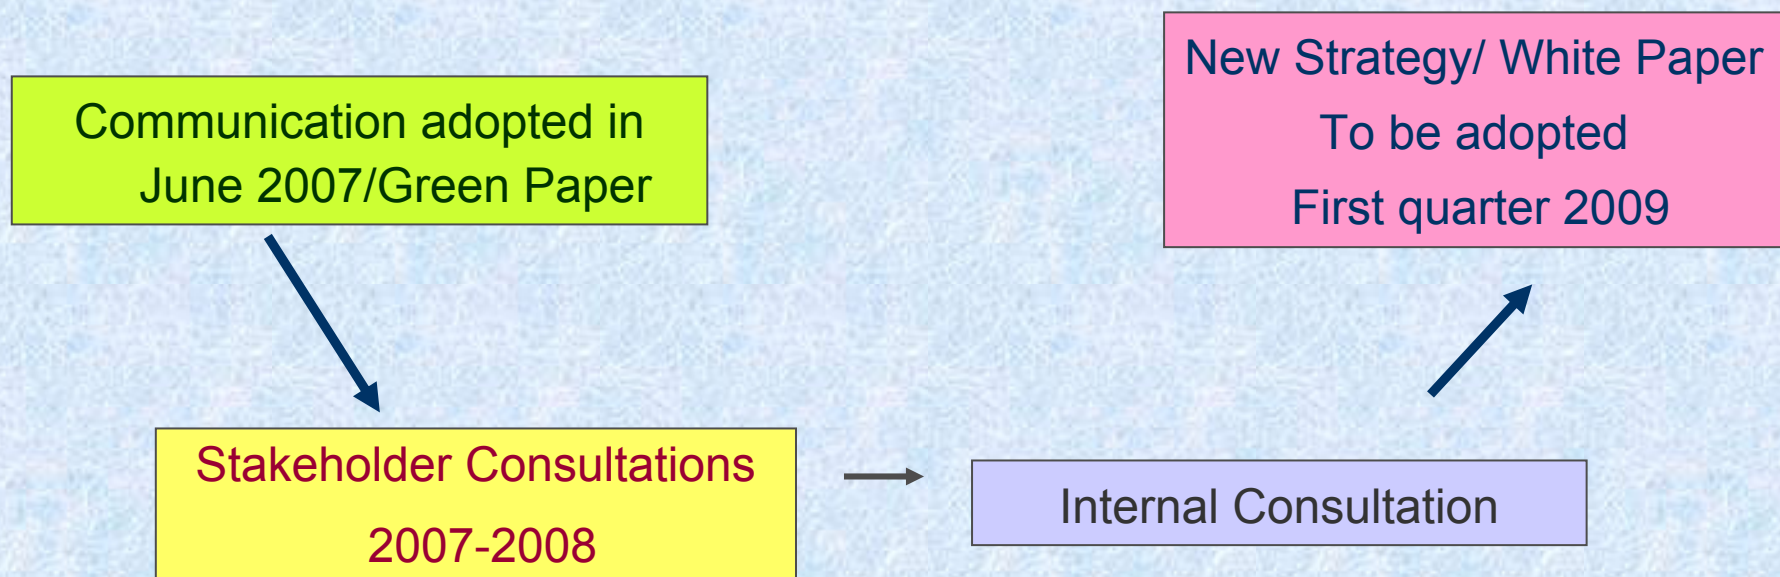 Communication adopted in
June 2007/Green Paper
Stakeholder Consultations
2007-2008
Internal Consultation
New Strategy/ White Paper
To be adopted
First quarter 2009